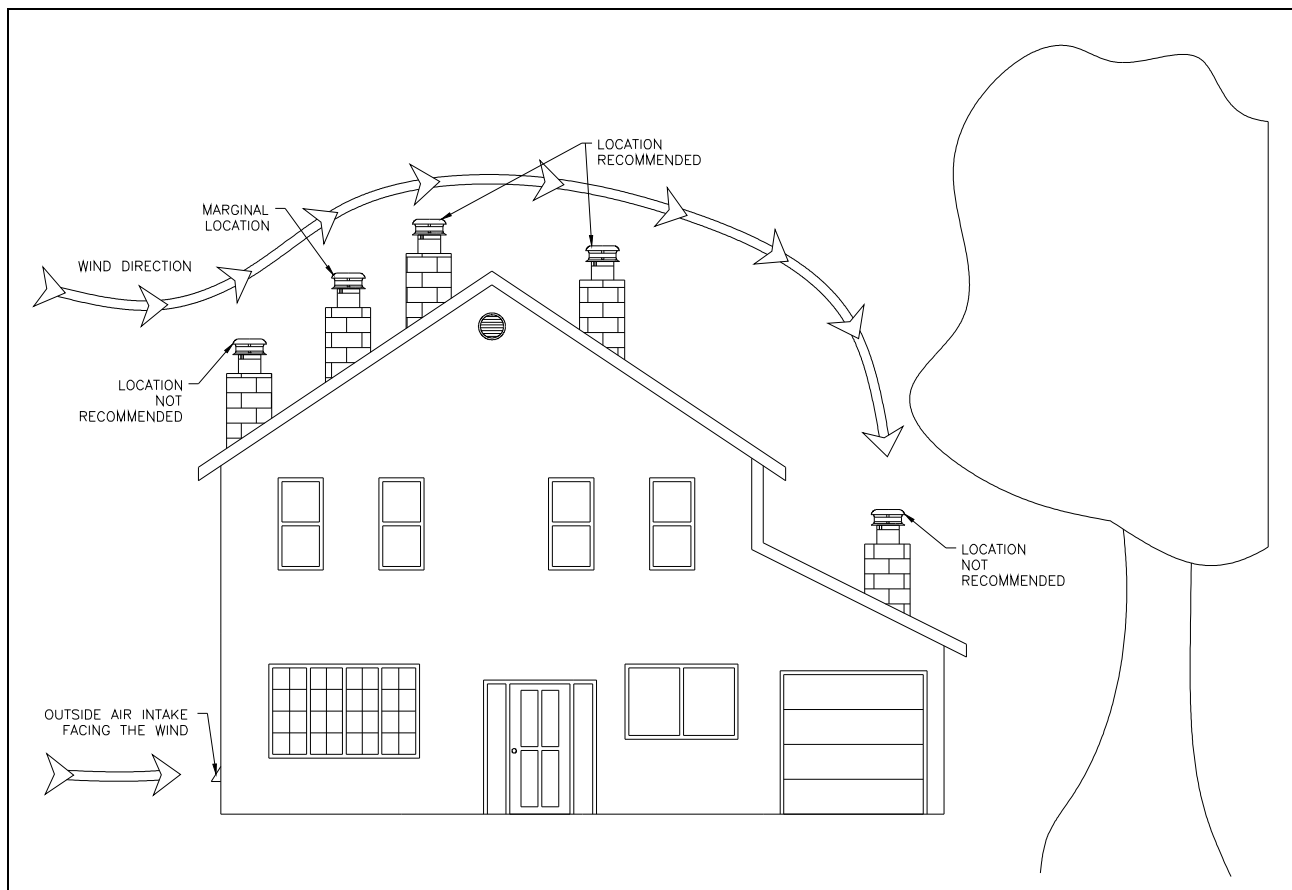 LOCATION
RECOMMENDED
MARGINAL
LOCATION
WIND DIRECTION
LOCATION
NOT
RECOMMENDED
LOCATION
NOT
RECOMMENDED
OUTSIDE AIR INTAKE
FACING THE WIND